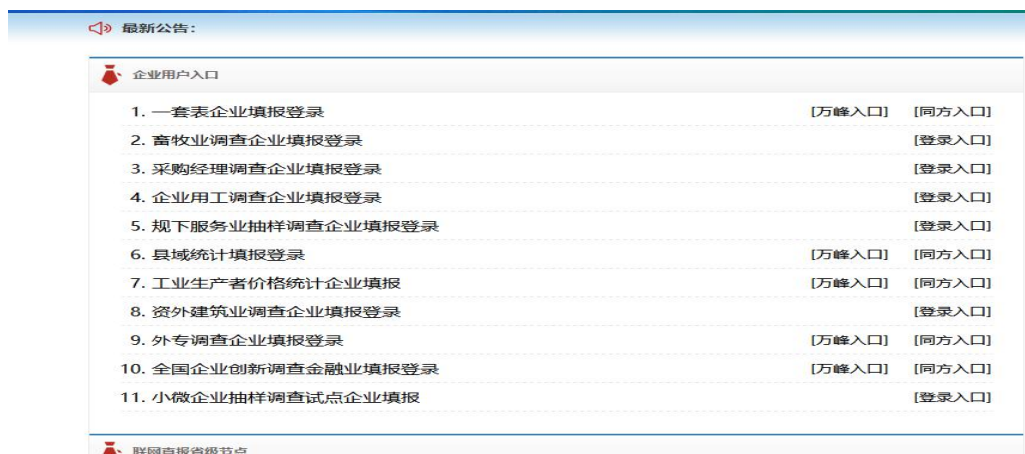 最新公告：
企业用户入口
1. 一套表企业填报登录 [万峰入口] [同方入口]
2. 畜牧业调查企业填报登录 [登录入口]
3. 采购经理调查企业填报登录 [登录入口]
4. 企业用工调查企业填报登录 [登录入口]
5. 规下服务业抽样调查企业填报登录 [登录入口]
6. 县域统计填报登录 [万峰入口] [同方入口]
7. 工业生产者价格统计企业填报 [万峰入口] [同方入口]
8. 资外建筑业调查企业填报登录 [登录入口]
9. 外专调查企业填报登录 [万峰入口] [同方入口]
10. 全国企业创新调查金融业填报登录 [万峰入口] [同方入口]
11. 小微企业抽样调查试点企业填报 [登录入口]
联网直报省级节点